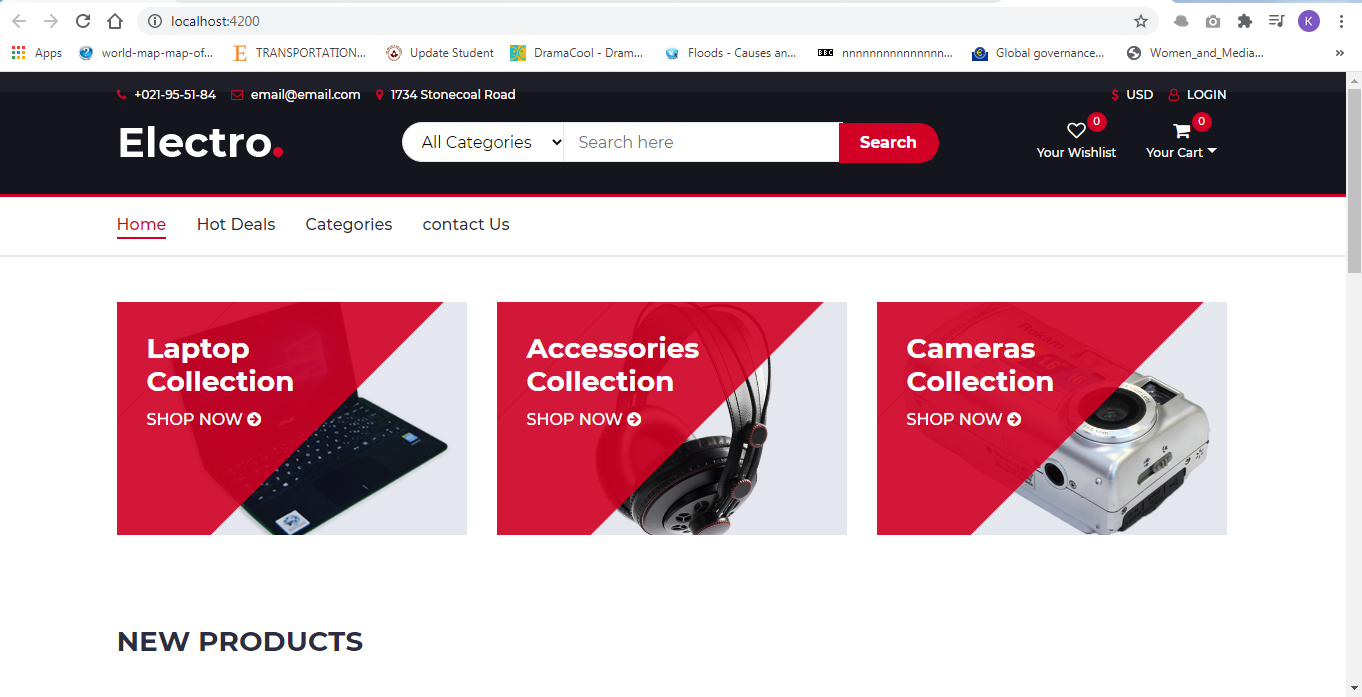 localhost:4200
K
Apps
world-map-map-of...
TRANSPORTATION...
Update Student
DramaCool - Dram...
Floods - Causes an...
BBC
nnnnnnnnnnnnnnn...
Global governance...
Women_and_Media...
»
+021-95-51-84
email@email.com
1734 Stonecoal Road
$ USD
LOGIN
Electro.
All Categories
Search here
Search
0
Your Wishlist
0
Your Cart
Home
Hot Deals
Categories
contact Us
Laptop
Collection
SHOP NOW
Accessories
Collection
SHOP NOW
Cameras
Collection
SHOP NOW
NEW PRODUCTS